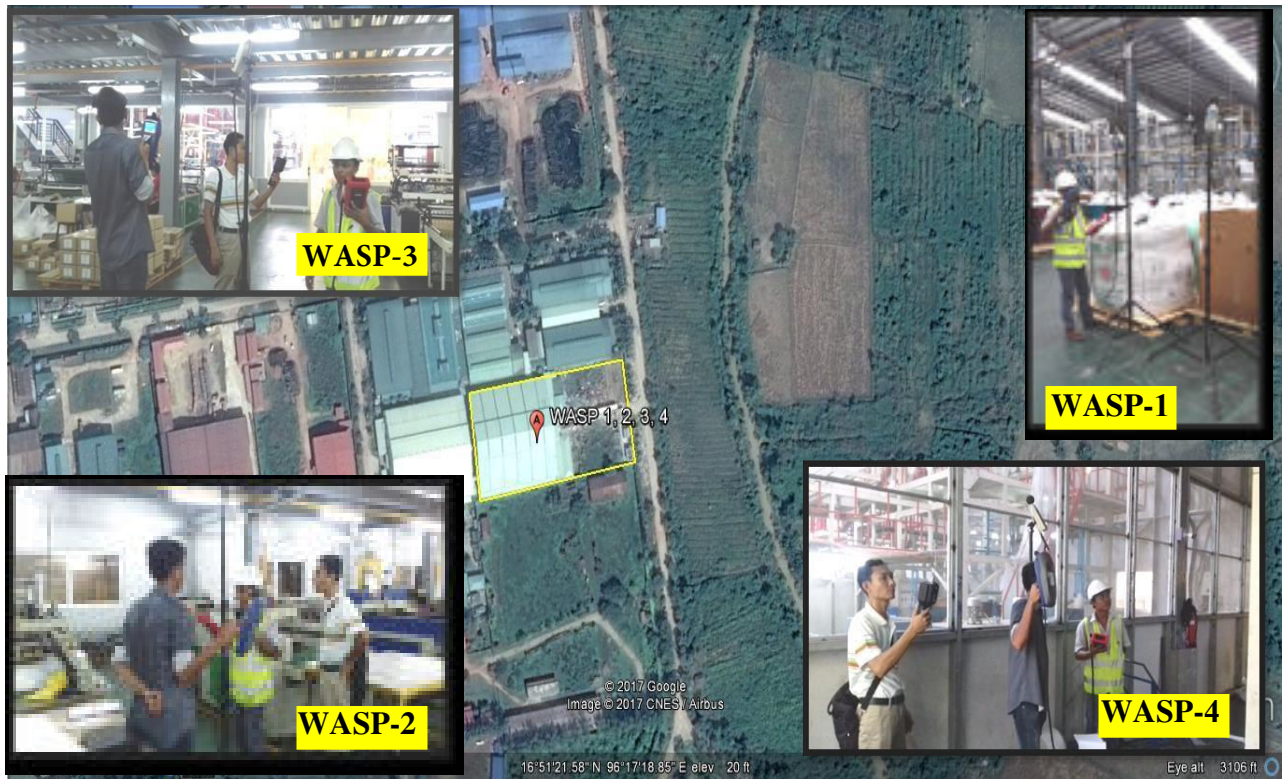 WASP-3
WASP-1
A
WASP 1, 2, 3, 4
WASP-2
WASP-4
© 2017 Google
Image © 2017 CNES / Airbus
16°51'21.58" N 96°17'18.85" E elev 20 ft
Eye alt 3106 ft